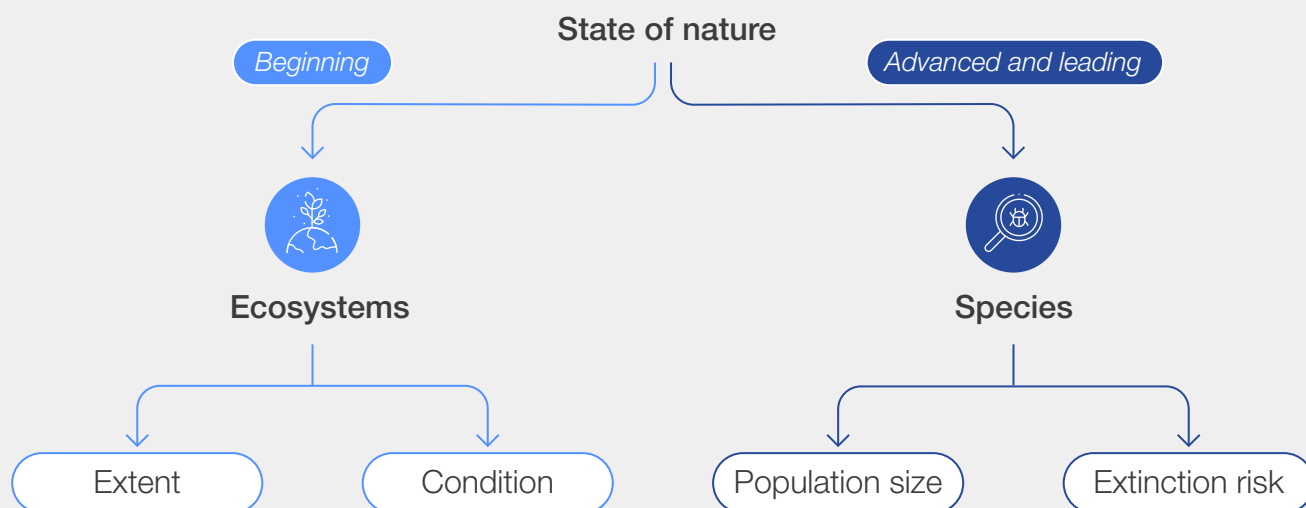 State of nature
Beginning
Advanced and leading
Ecosystems
Species
Extent
Condition
Population size
Extinction risk